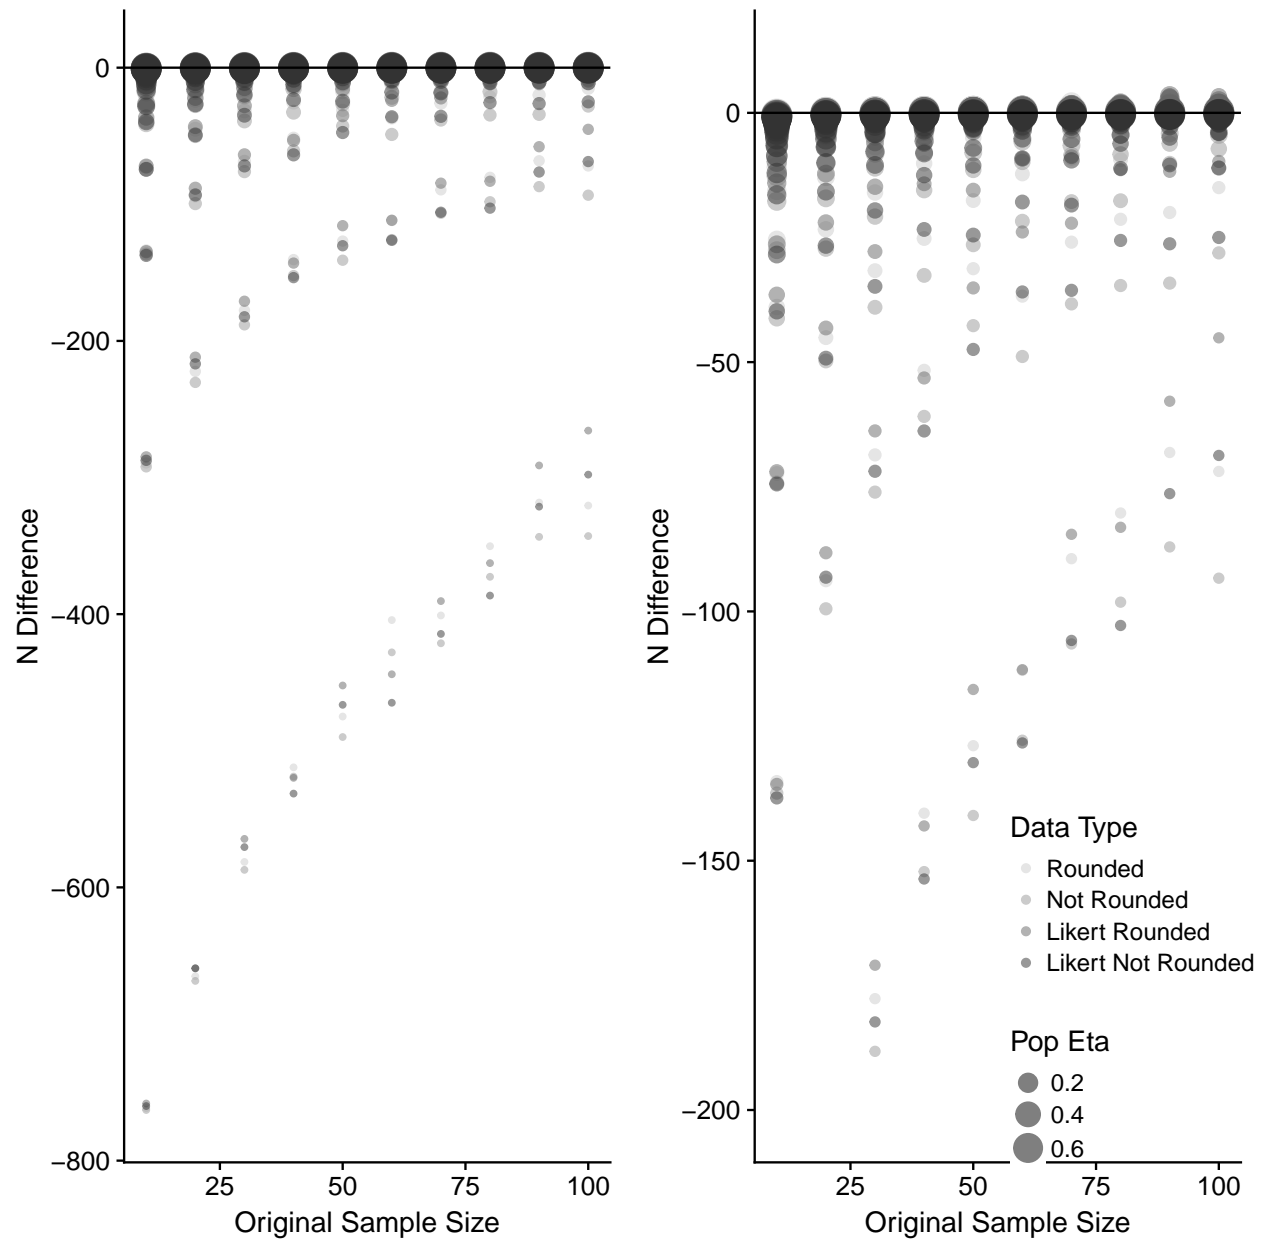 0
−200
−400
−600
−800
N Difference
25 50 75 100
Original Sample Size
0
−50
−100
−150
−200
N Difference
25 50 75 100
Original Sample Size
Data Type
Rounded
Not Rounded
Likert Rounded
Likert Not Rounded
Pop Eta
0.2
0.4
0.6